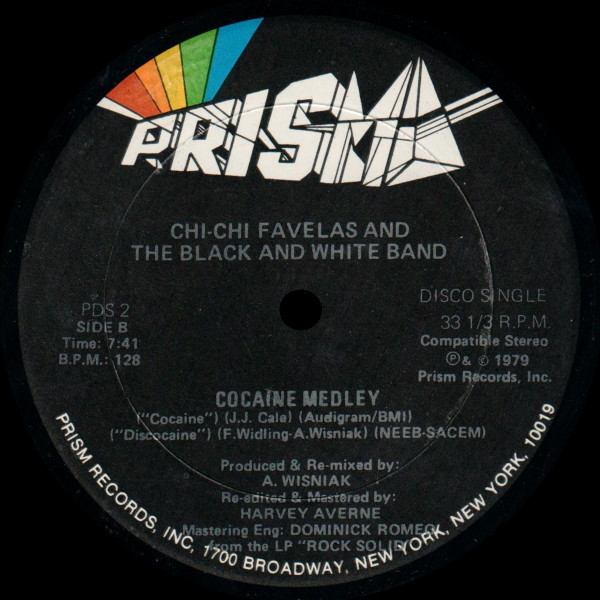 PRISM
CHI-CHI FAVELAS AND
THE BLACK AND WHITE BAND
PDS 2
SIDE B
Time: 7:41
B.P.M.: 128
DISCO SINGLE
33 1/3 R.P.M.
Compatible Stereo
℗ & © 1979
Prism Records, Inc.
COCAINE MEDLEY
("Cocaine") (J.J. Cale) (Audigram/BMI)
("Discocaine") (F.Widling-A.Wisniak) (NEEB-SACEM)
Produced & Re-mixed by:
A. WISNIAK
Re-edited & Mastered by:
HARVEY AVERNE
Mastering Eng: DOMINICK ROMEO
from the LP "ROCK SOLID"
PRISM RECORDS, INC, 1700 BROADWAY, NEW YORK, NEW YORK, 10019